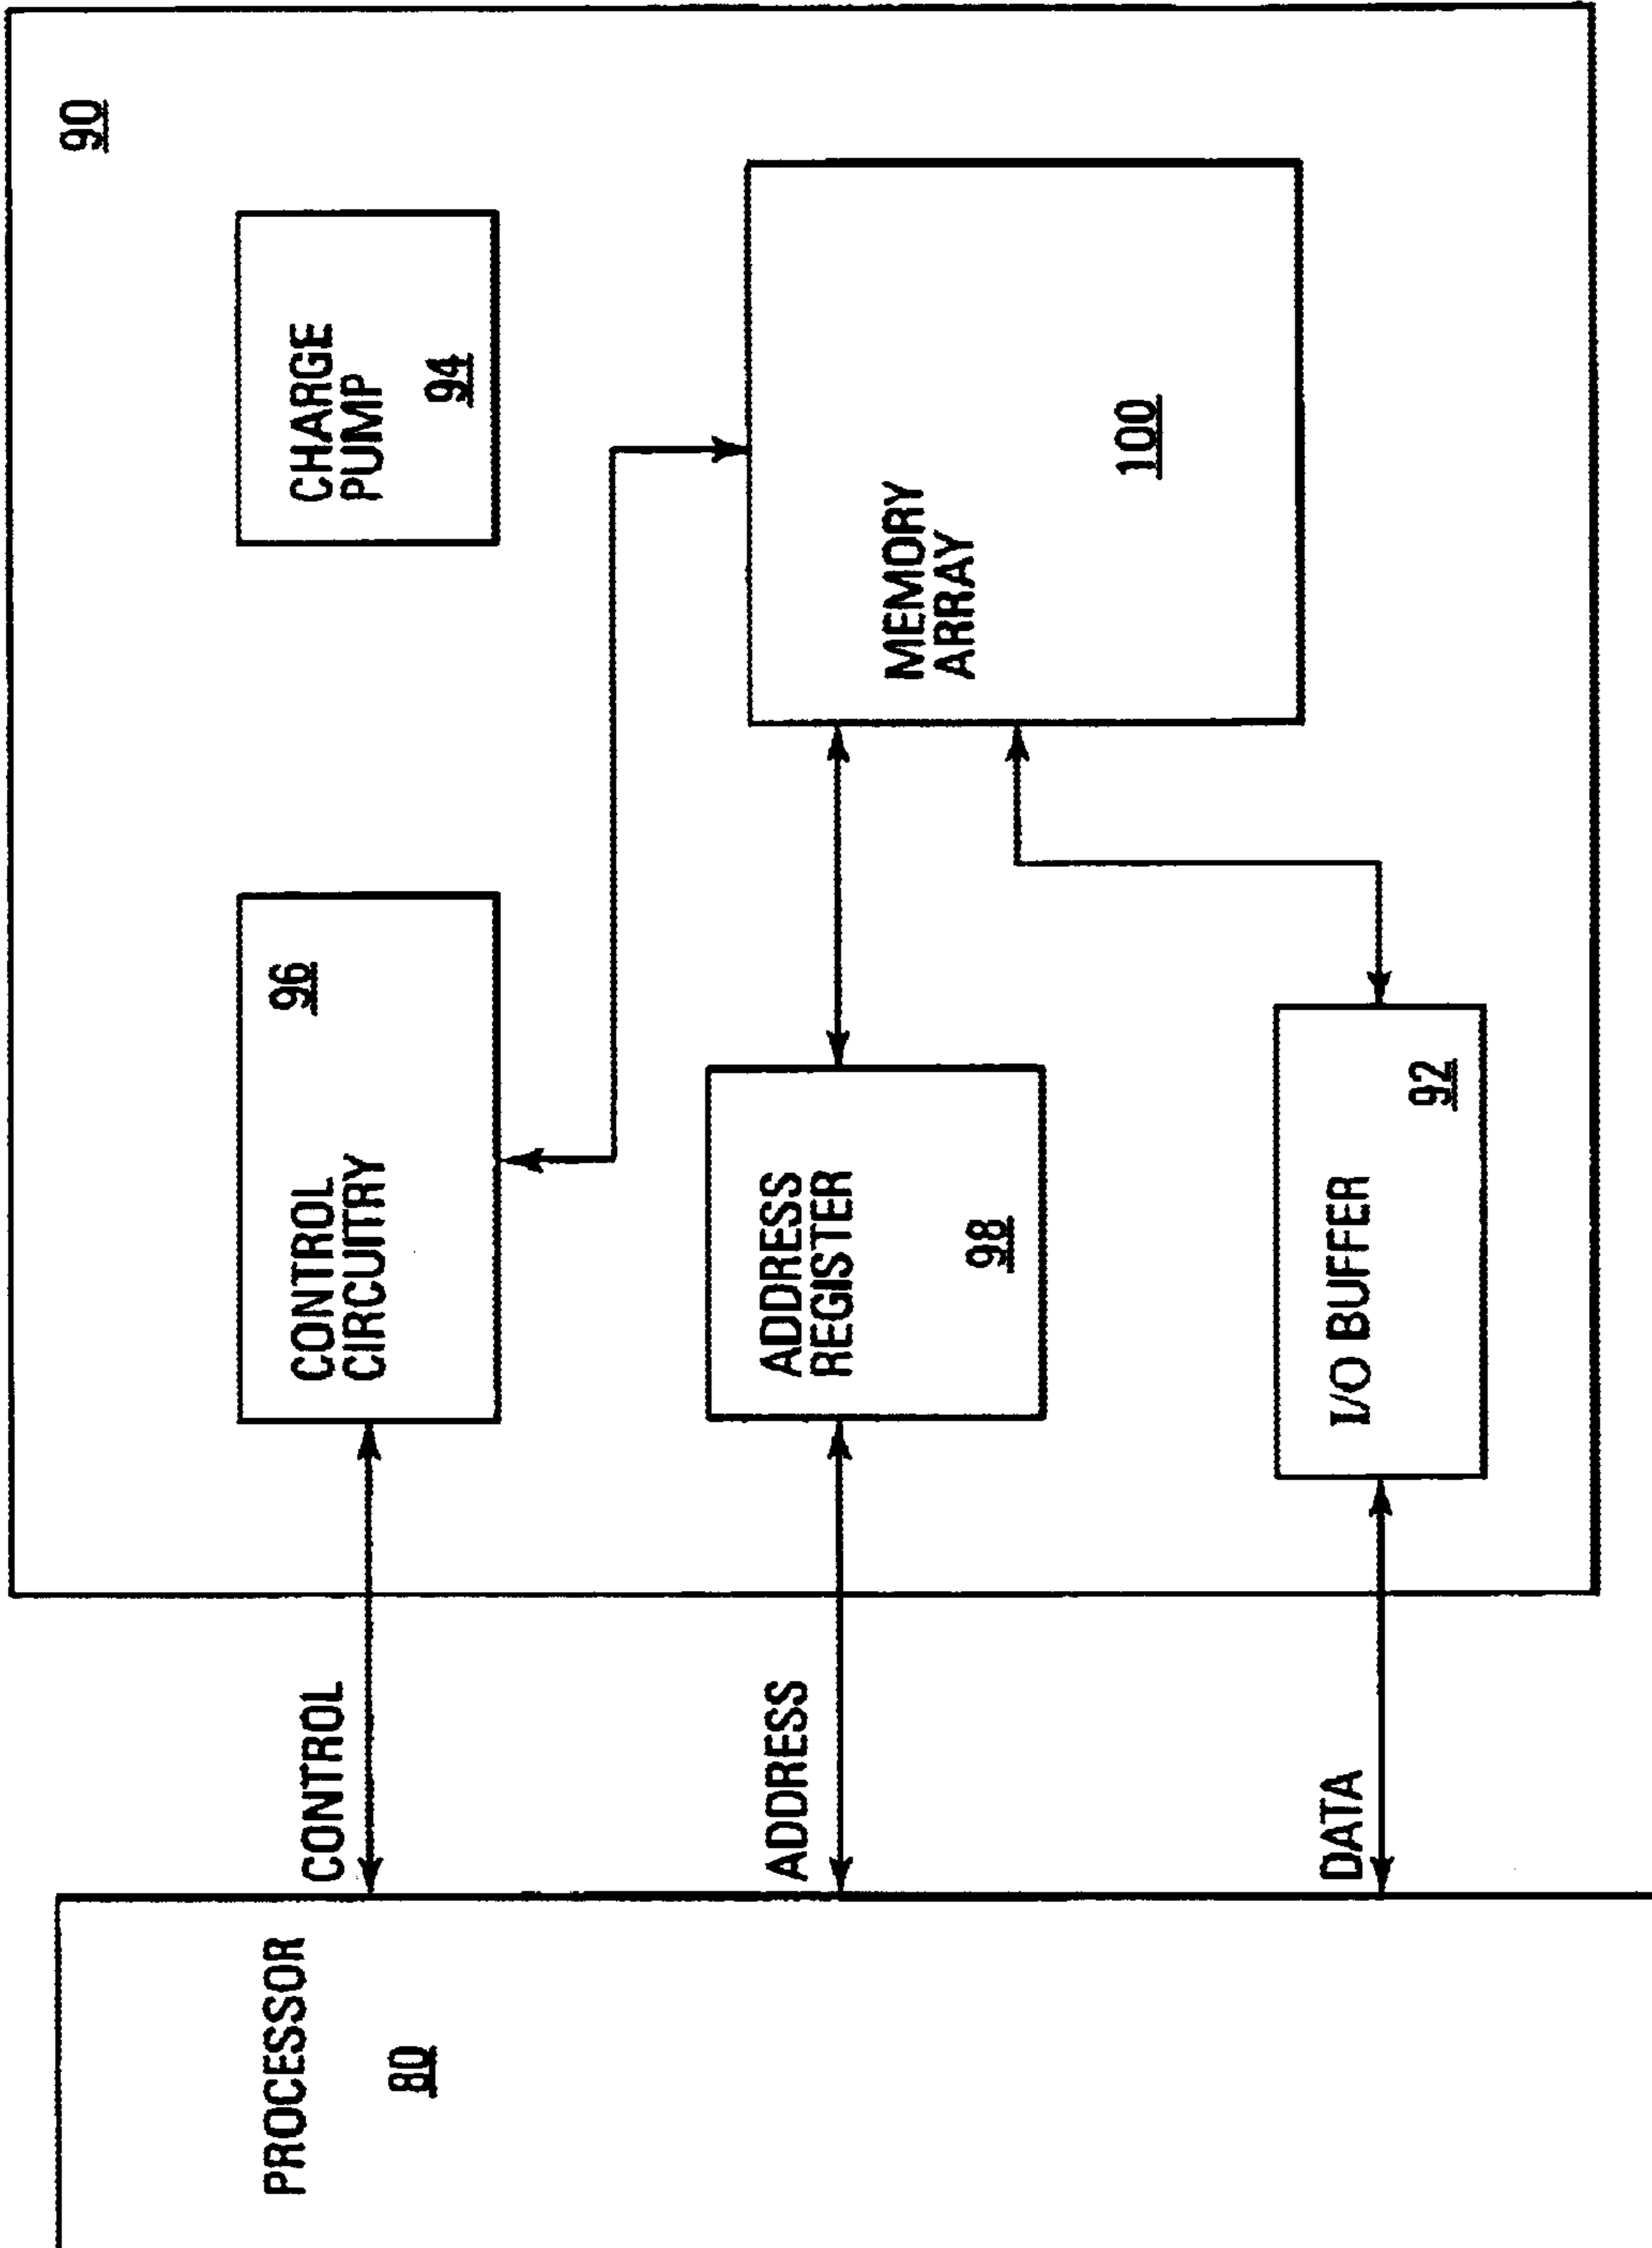 90
CHARGE
PUMP
94
CONTROL
CIRCUITRY
96
MEMORY
ARRAY
100
ADDRESS
REGISTER
98
I/O BUFFER
92
CONTROL
ADDRESS
DATA
PROCESSOR
80